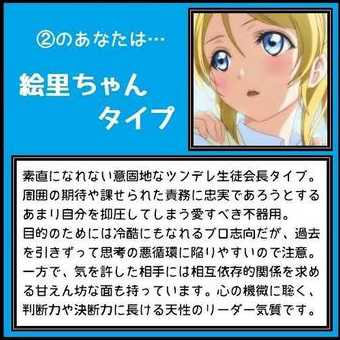 ②のあなたは…
絵里ちゃん
タイプ
素直になれない意固地なツンデレ生徒会長タイプ。
周囲の期待や課せられた責務に忠実であろうとする
あまり自分を抑圧してしまう愛すべき不器用。
目的のためには冷酷にもなれるプロ志向だが、過去
を引きずって思考の悪循環に陥りやすいので注意。
一方で、気を許した相手には相互依存的関係を求め
る甘えん坊な面も持っています。心の機微に聡く、
判断力や決断力に長ける天性のリーダー気質です。